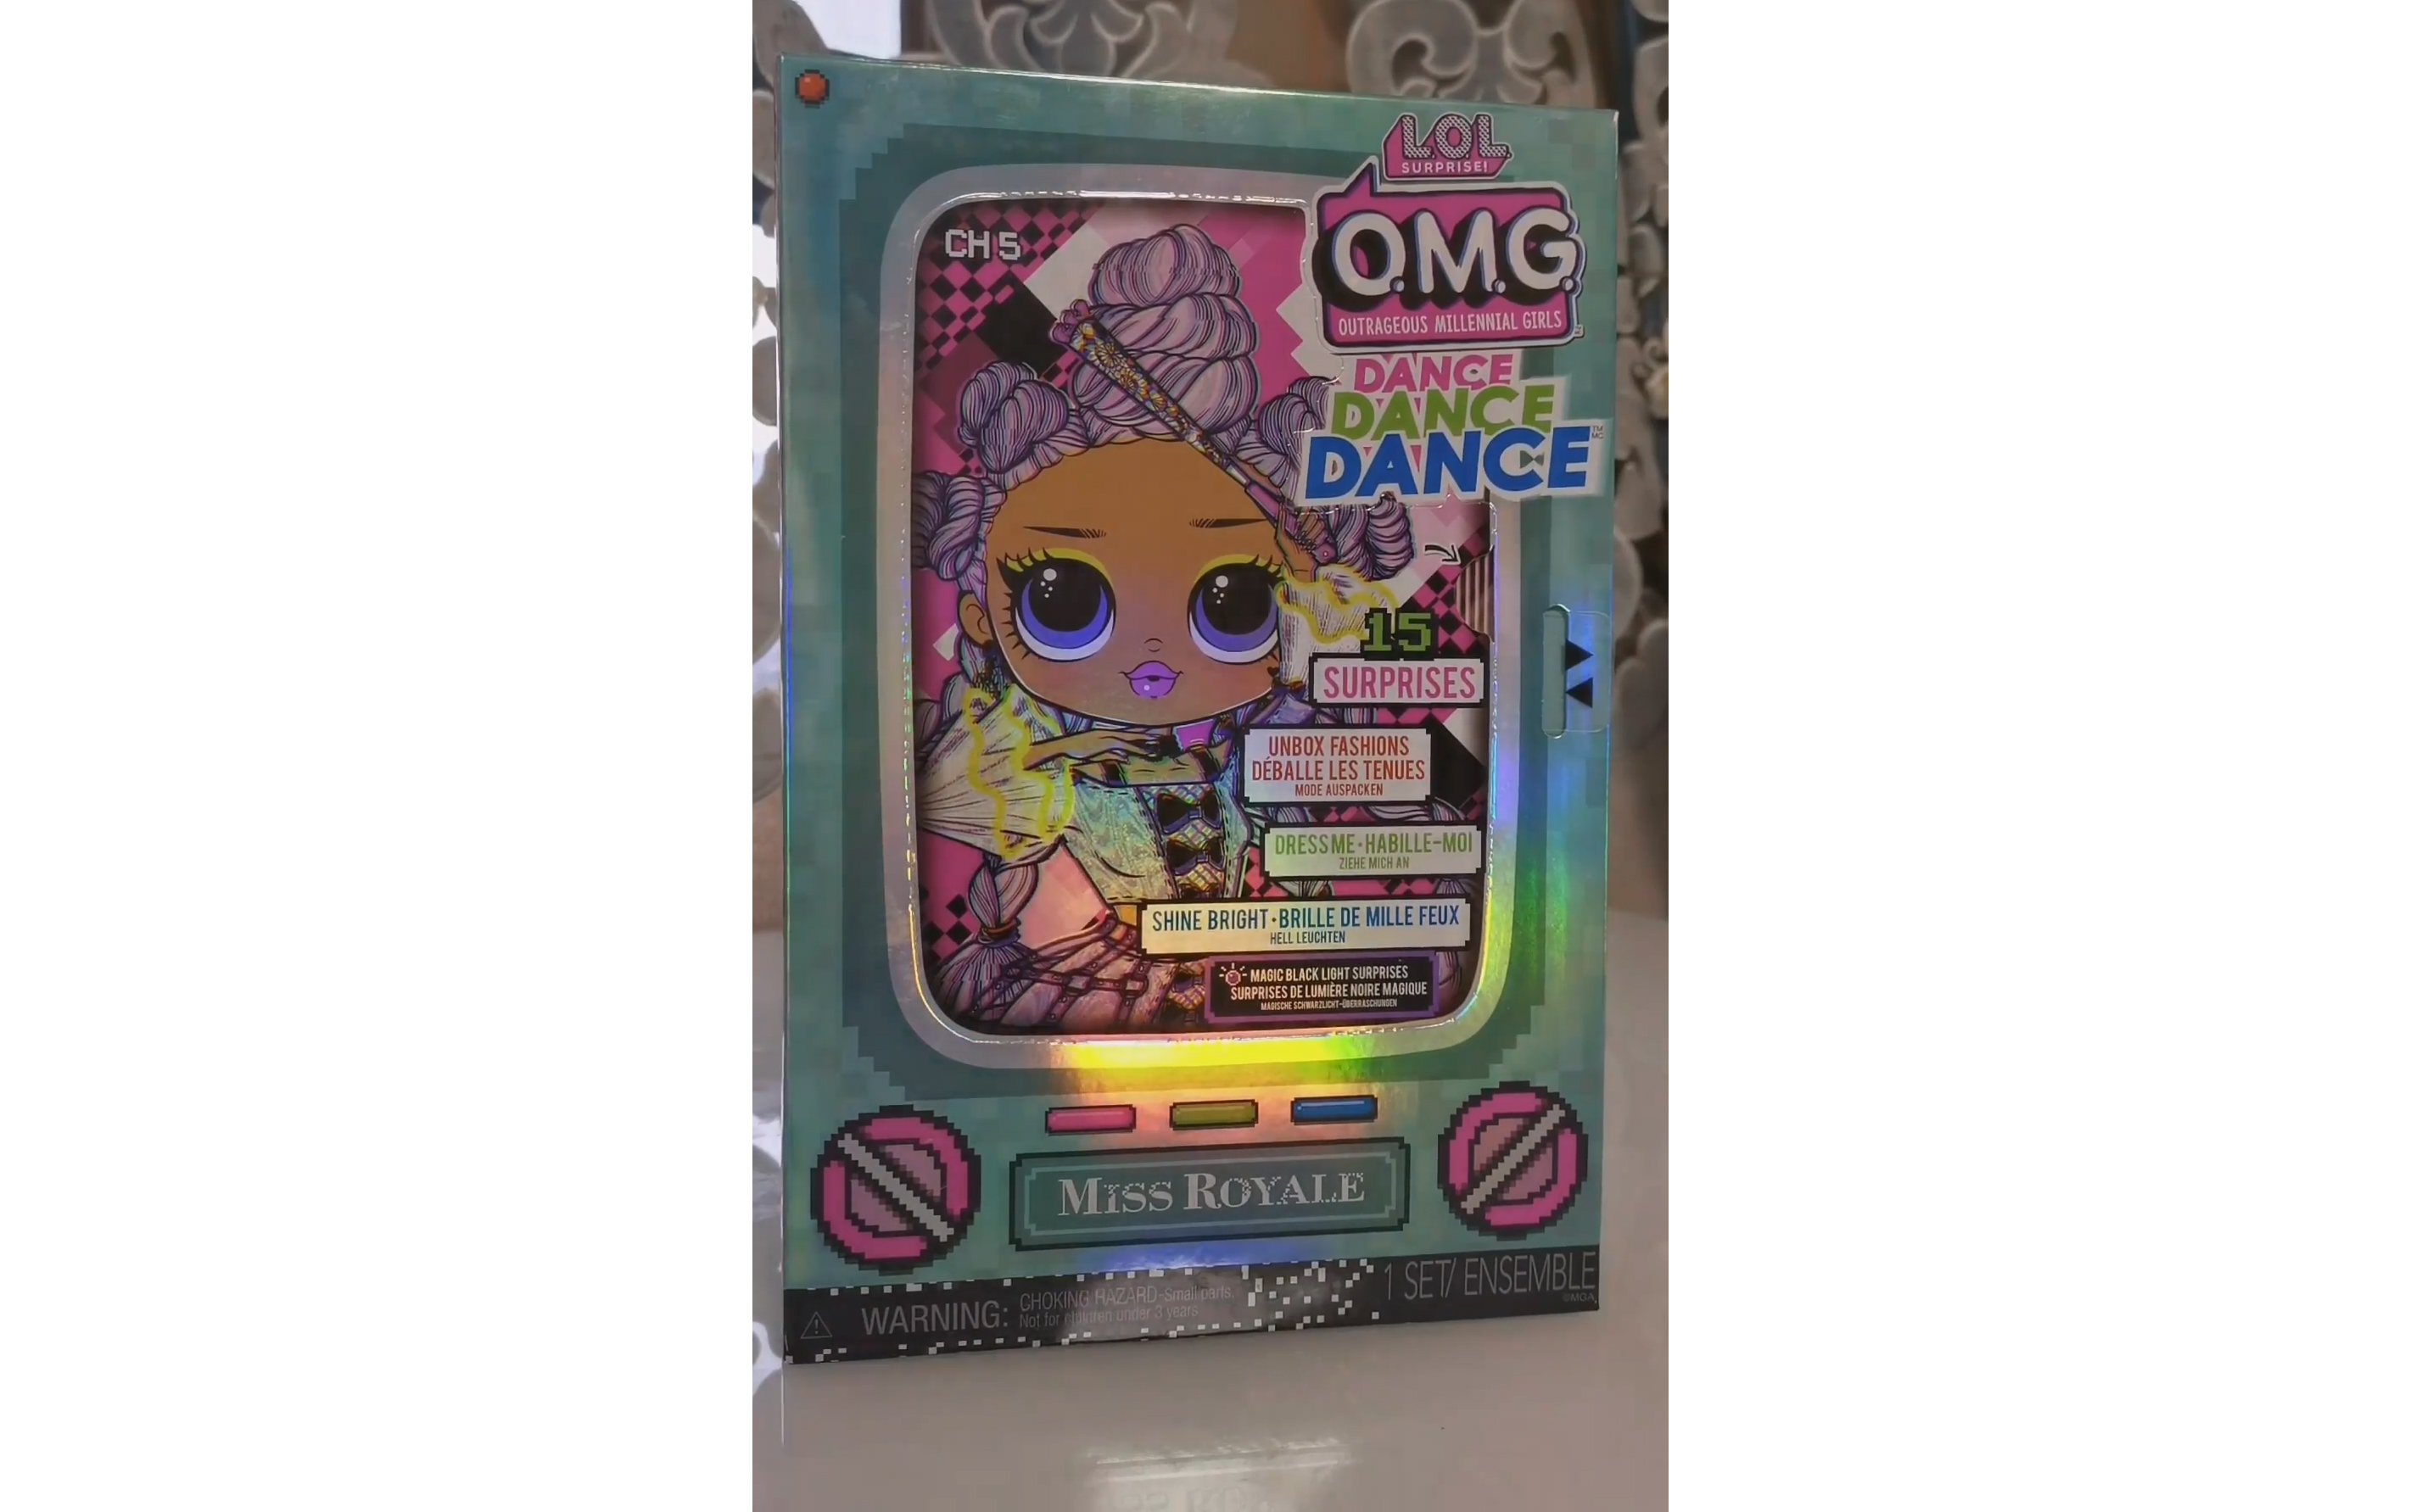 L.O.L.
SURPRISE!
CH 5
O.M.G.
OUTRAGEOUS MILLENNIAL GIRLS
DANCE
DANCE
DANCE
TM
MC
15
SURPRISES
UNBOX FASHIONS
DÉBALLE LES TENUES
MODE AUSPACKEN
DRESS ME • HABILLE-MOI
ZIEHE MICH AN
SHINE BRIGHT • BRILLE DE MILLE FEUX
HELL LEUCHTEN
MAGIC BLACK LIGHT SURPRISES
SURPRISES DE LUMIÈRE NOIRE MAGIQUE
MAGISCHE SCHWARZLICHT-ÜBERRASCHUNGEN
MISS ROYALE
1 SET/ ENSEMBLE
©MGA
WARNING: CHOKING HAZARD-Small parts.
Not for children under 3 years